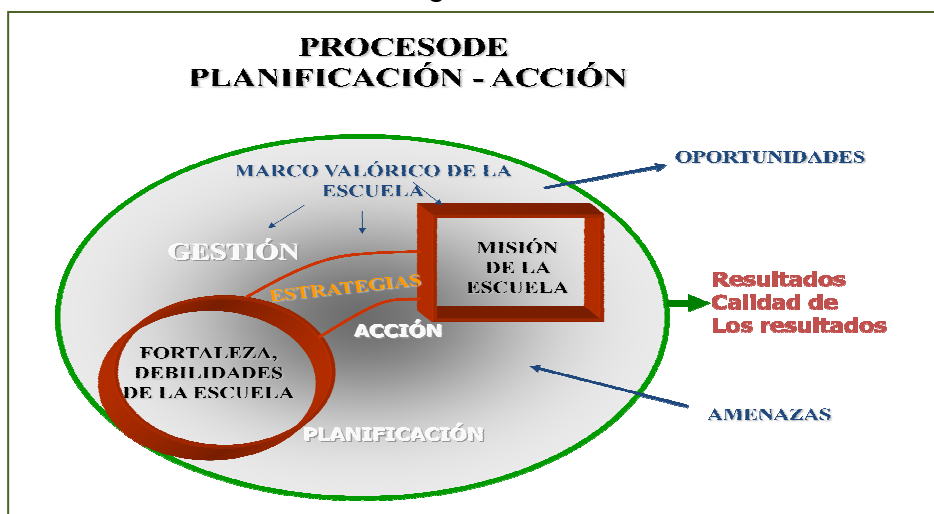 PROCESODE
PLANIFICACIÓN - ACCIÓN
OPORTUNIDADES
MARCO VALÓRICO DE LA
ESCUELA
GESTIÓN
MISIÓN
DE LA
ESCUELA
ESTRATEGIAS
Resultados
Calidad de
Los resultados
ACCIÓN
FORTALEZA,
DEBILIDADES
DE LA ESCUELA
AMENAZAS
PLANIFICACIÓN